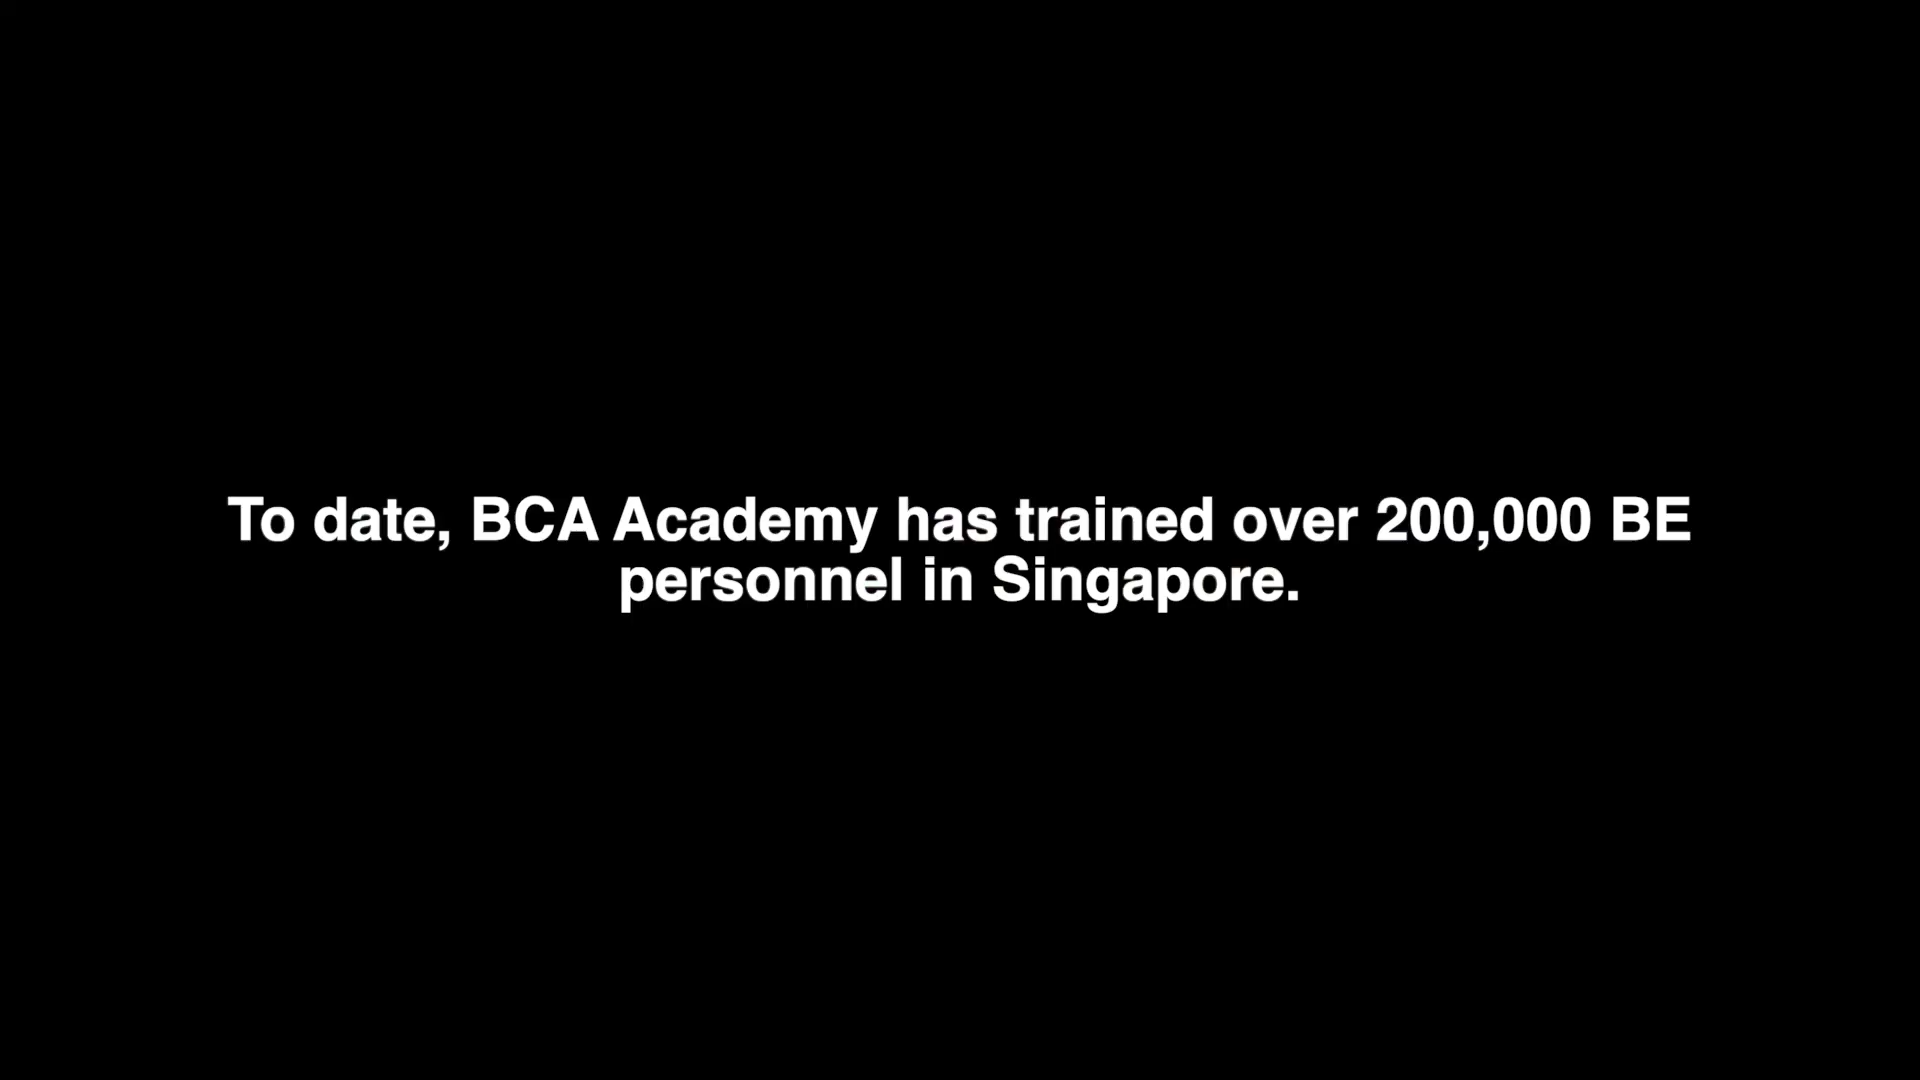 To date, BCA Academy has trained over 200,000 BE
personnel in Singapore.